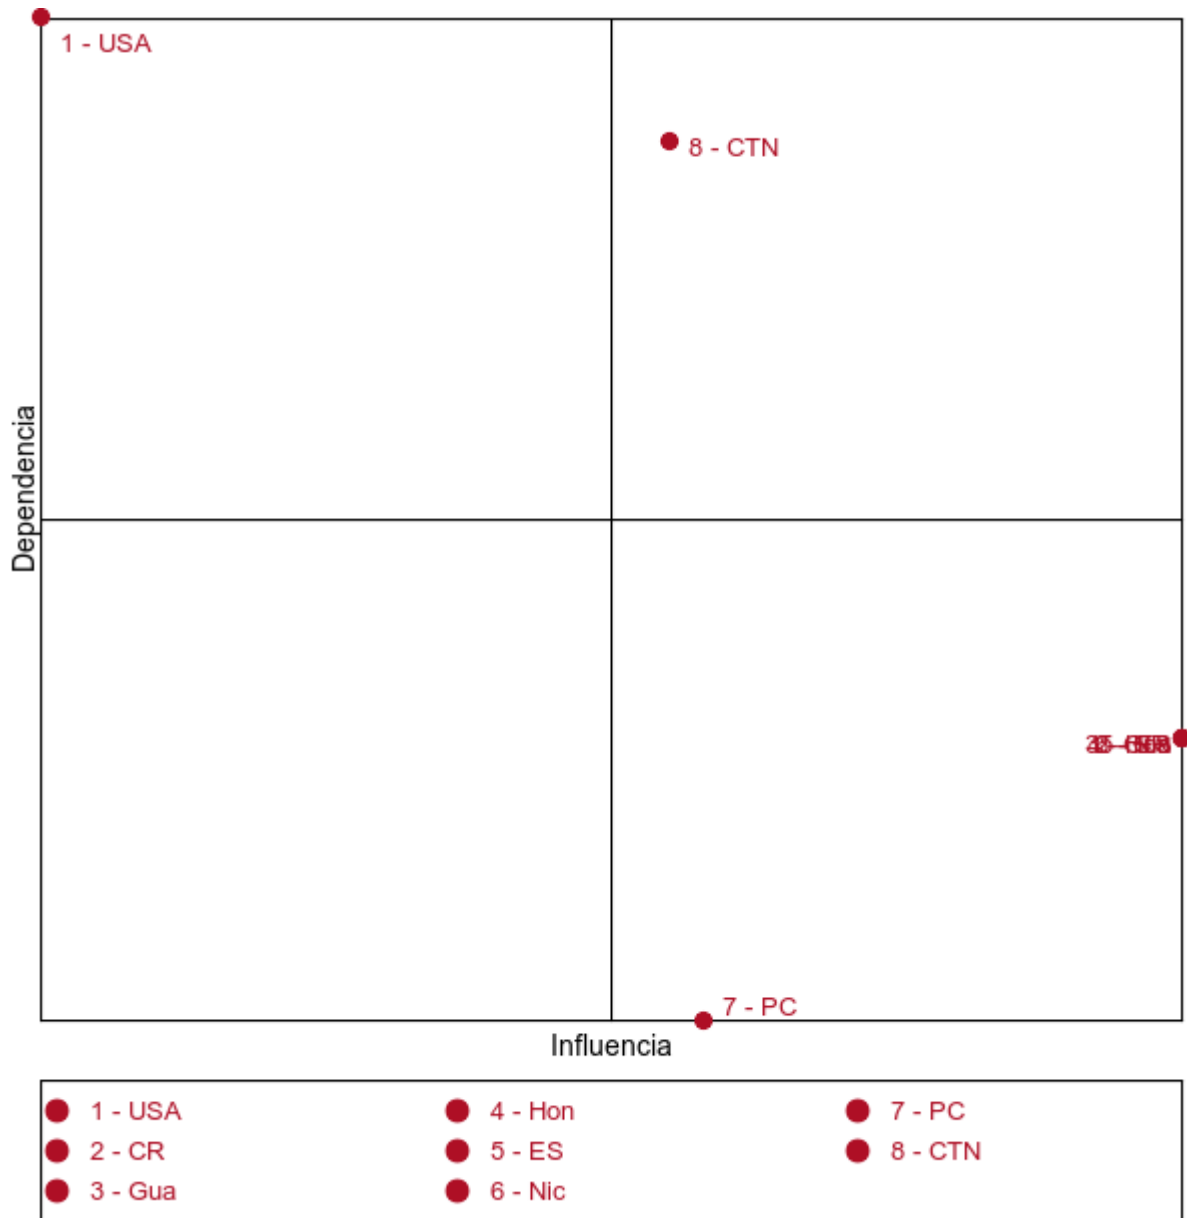 1 - USA
8 - CTN
Dependencia
7 - PC
Influencia
1 - USA
4 - Hon
7 - PC
2 - CR
5 - ES
8 - CTN
3 - Gua
6 - Nic